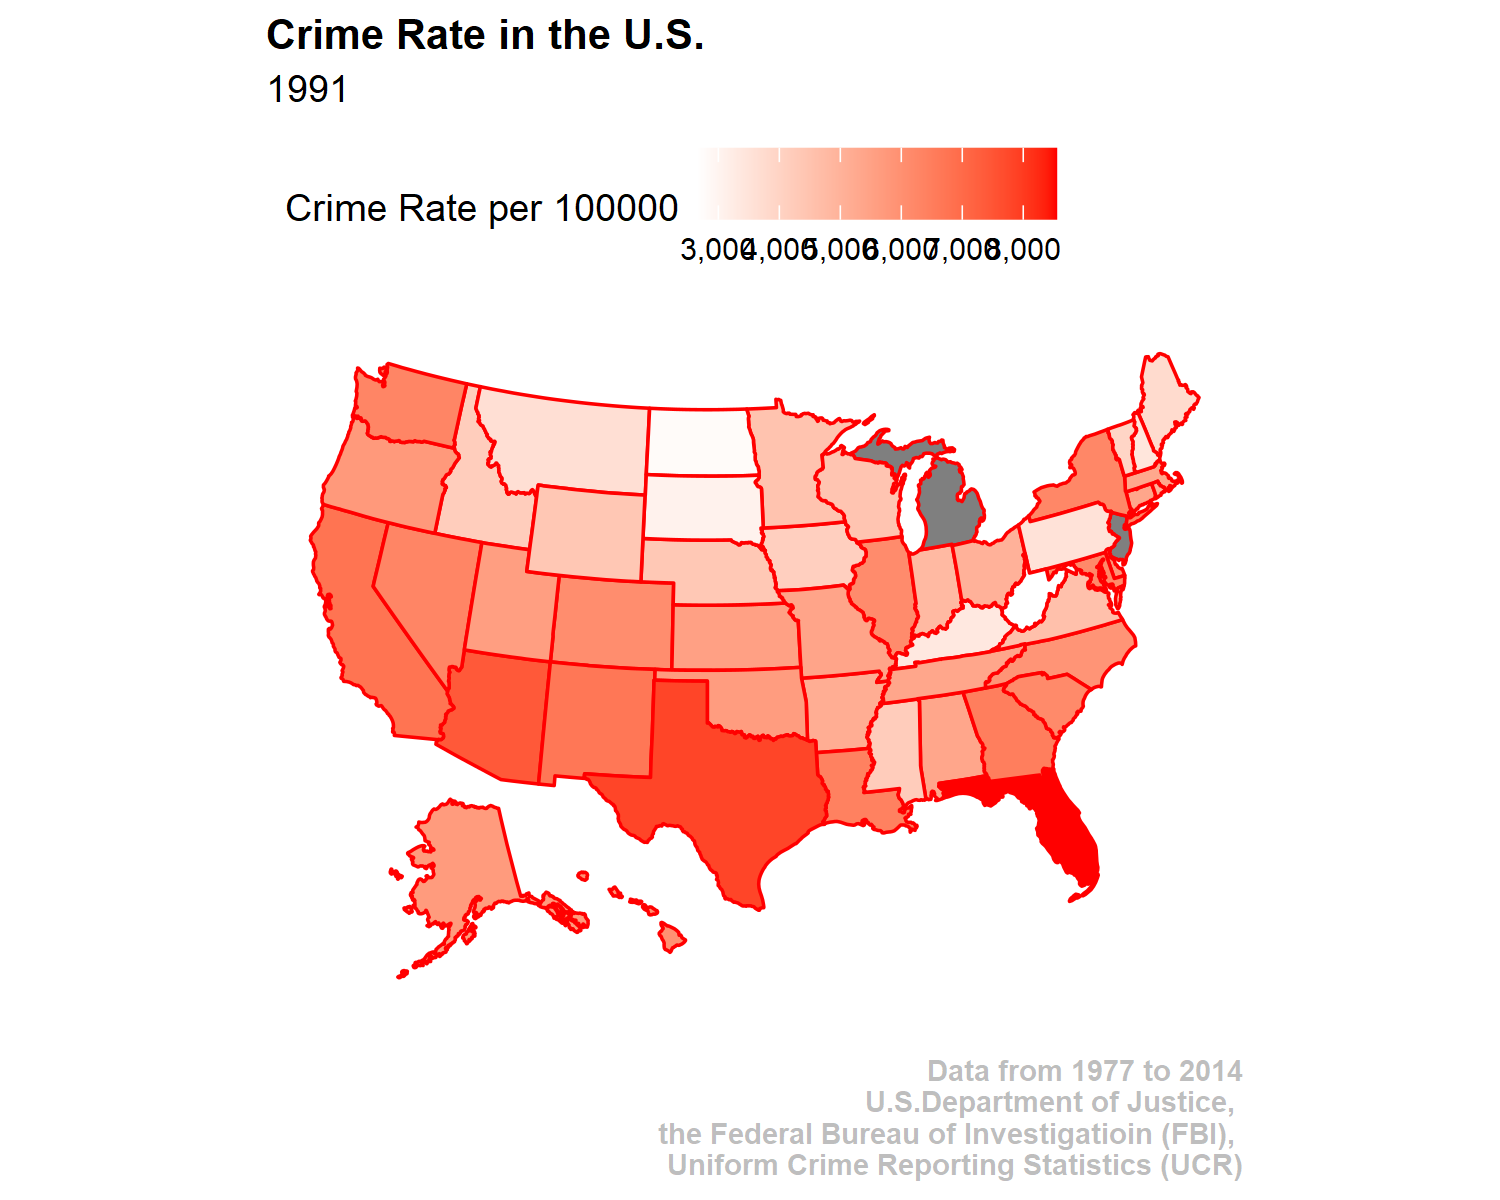 Crime Rate in the U.S.
1991
Crime Rate per 100000
3,000 4,000 5,000 6,000 7,000 8,000
Data from 1977 to 2014
U.S.Department of Justice,
the Federal Bureau of Investigatioin (FBI),
Uniform Crime Reporting Statistics (UCR)